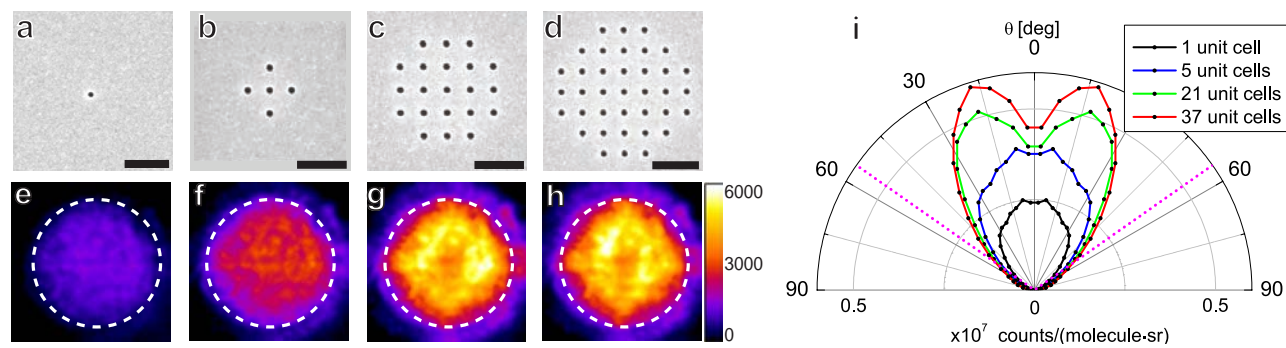 a
b
c
d
e
f
g
h
6000
3000
0
i
θ [deg]
0
30
60
90
60
90
1 unit cell
5 unit cells
21 unit cells
37 unit cells
0.5
0
0.5
x10⁷ counts/(molecule·sr)